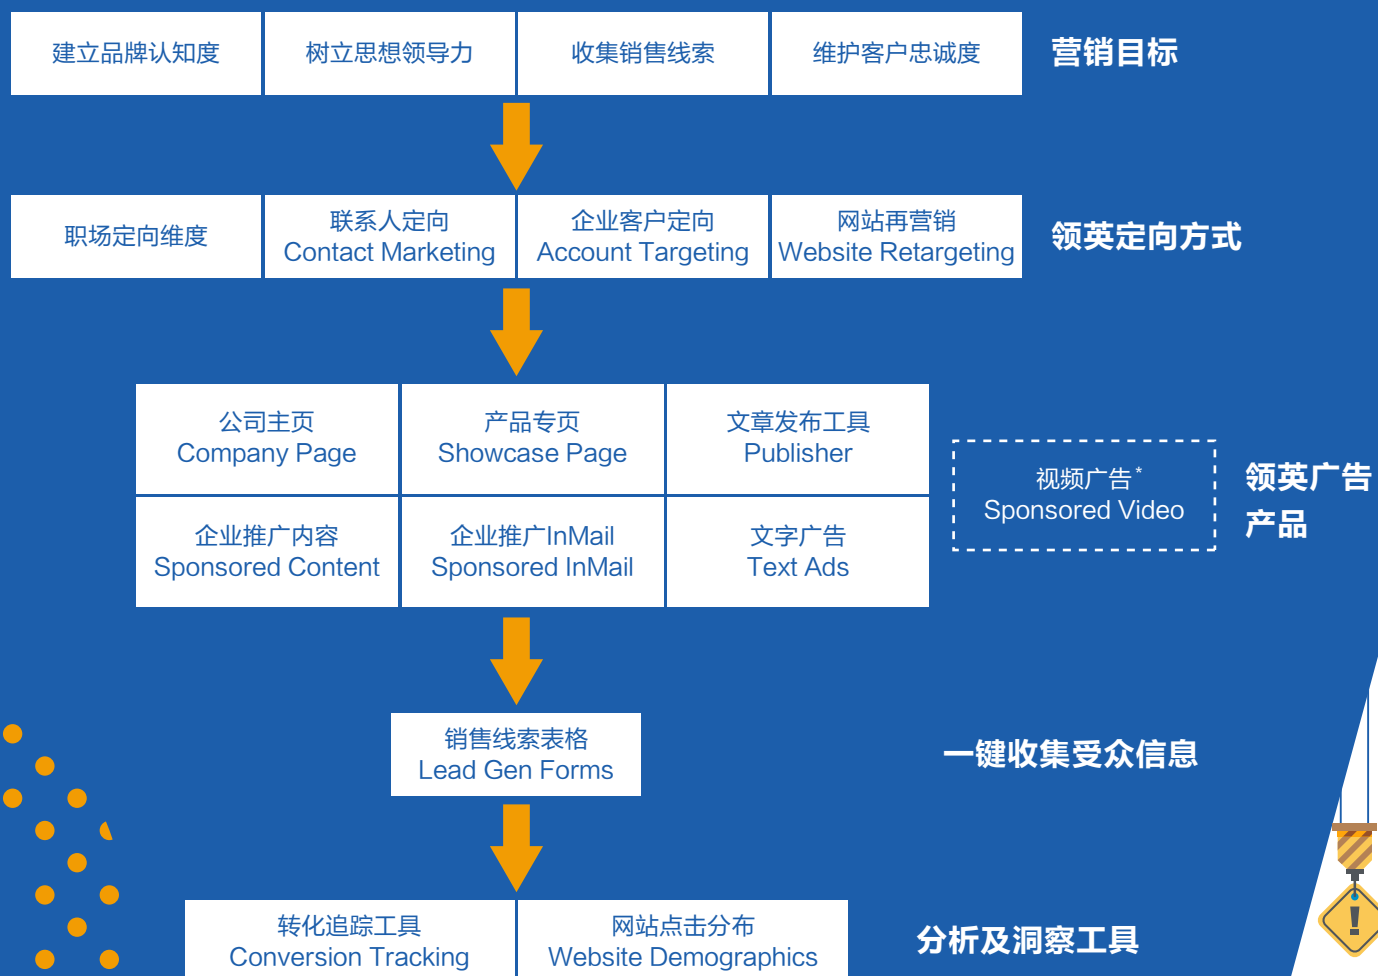 建立品牌认知度
树立思想领导力
收集销售线索
维护客户忠诚度
营销目标
职场定向维度
联系人定向
Contact Marketing
企业客户定向
Account Targeting
网站再营销
Website Retargeting
领英定向方式
公司主页
Company Page
产品专页
Showcase Page
文章发布工具
Publisher
企业推广内容
Sponsored Content
企业推广InMail
Sponsored InMail
文字广告
Text Ads
视频广告*
Sponsored Video
领英广告
产品
销售线索表格
Lead Gen Forms
一键收集受众信息
转化追踪工具
Conversion Tracking
网站点击分布
Website Demographics
分析及洞察工具
!